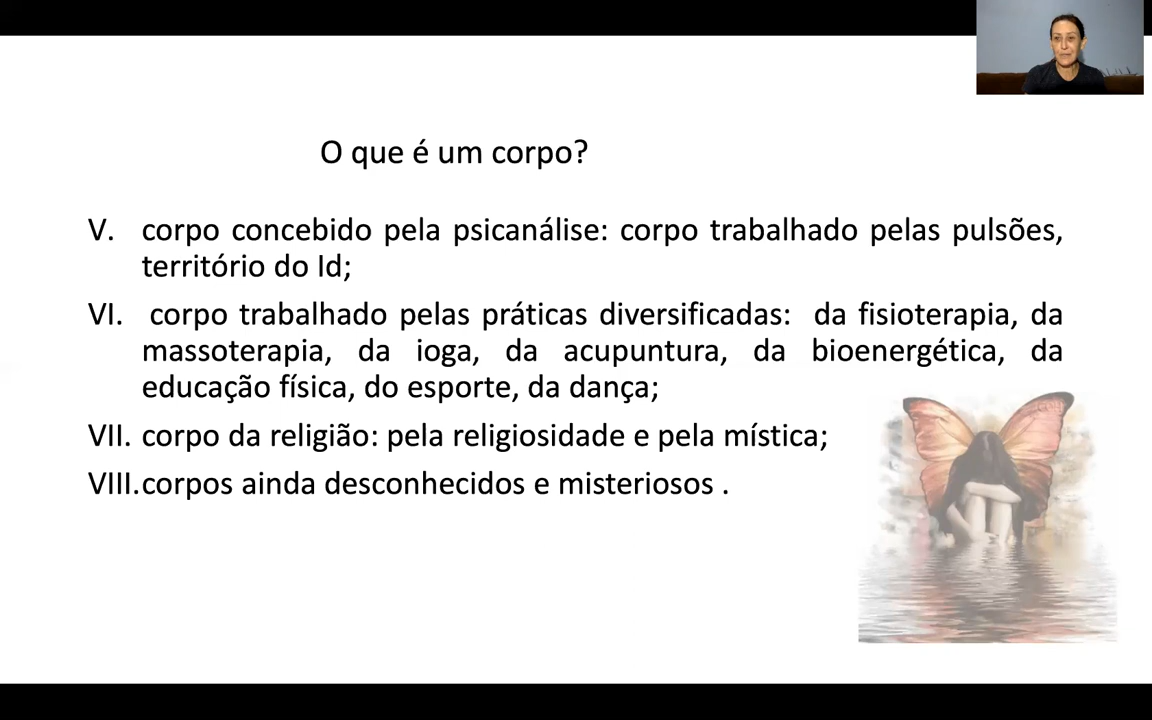 O que é um corpo?
V. corpo concebido pela psicanálise: corpo trabalhado pelas pulsões,
território do Id;
VI. corpo trabalhado pelas práticas diversificadas: da fisioterapia, da
massoterapia, da ioga, da acupuntura, da bioenergética, da
educação física, do esporte, da dança;
VII. corpo da religião: pela religiosidade e pela mística;
VIII.corpos ainda desconhecidos e misteriosos .